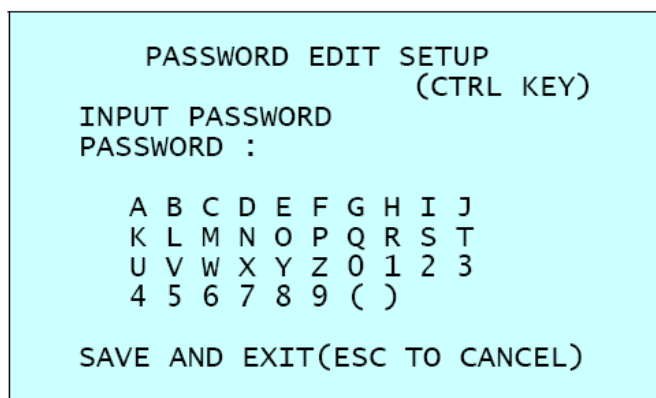 PASSWORD EDIT SETUP
(CTRL KEY)
INPUT PASSWORD
PASSWORD :
A B C D E F G H I J
K L M N O P Q R S T
U V W X Y Z 0 1 2 3
4 5 6 7 8 9 ( )
SAVE AND EXIT(ESC TO CANCEL)